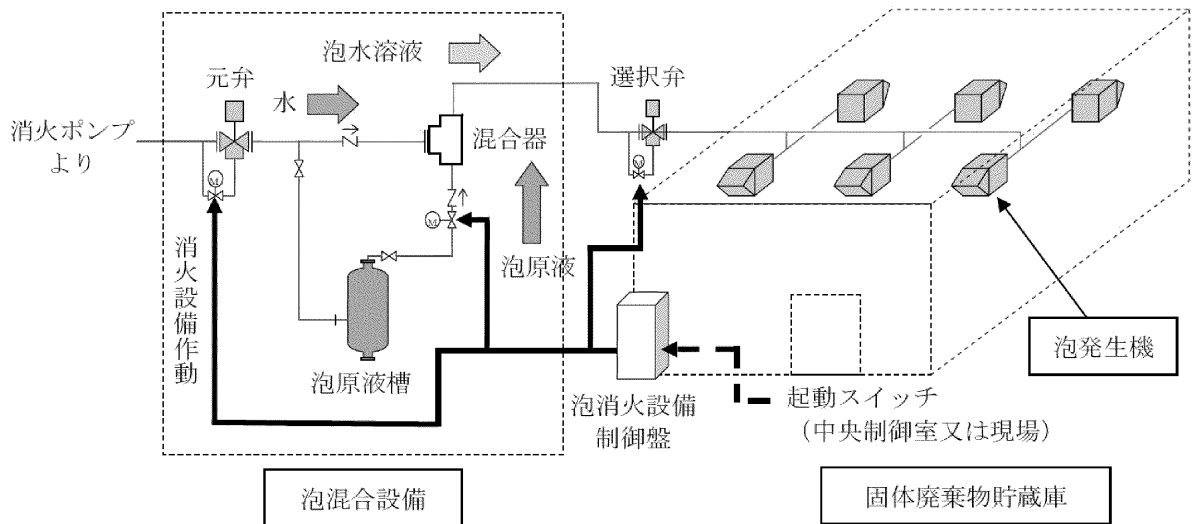 泡水溶液
元弁
水
選択弁
消火ポンプ
より
混合器
M
M
M
消火設備作動
泡原液
泡原液槽
泡消火設備
制御盤
起動スイッチ
（中央制御室又は現場）
泡発生機
泡混合設備
固体廃棄物貯蔵庫